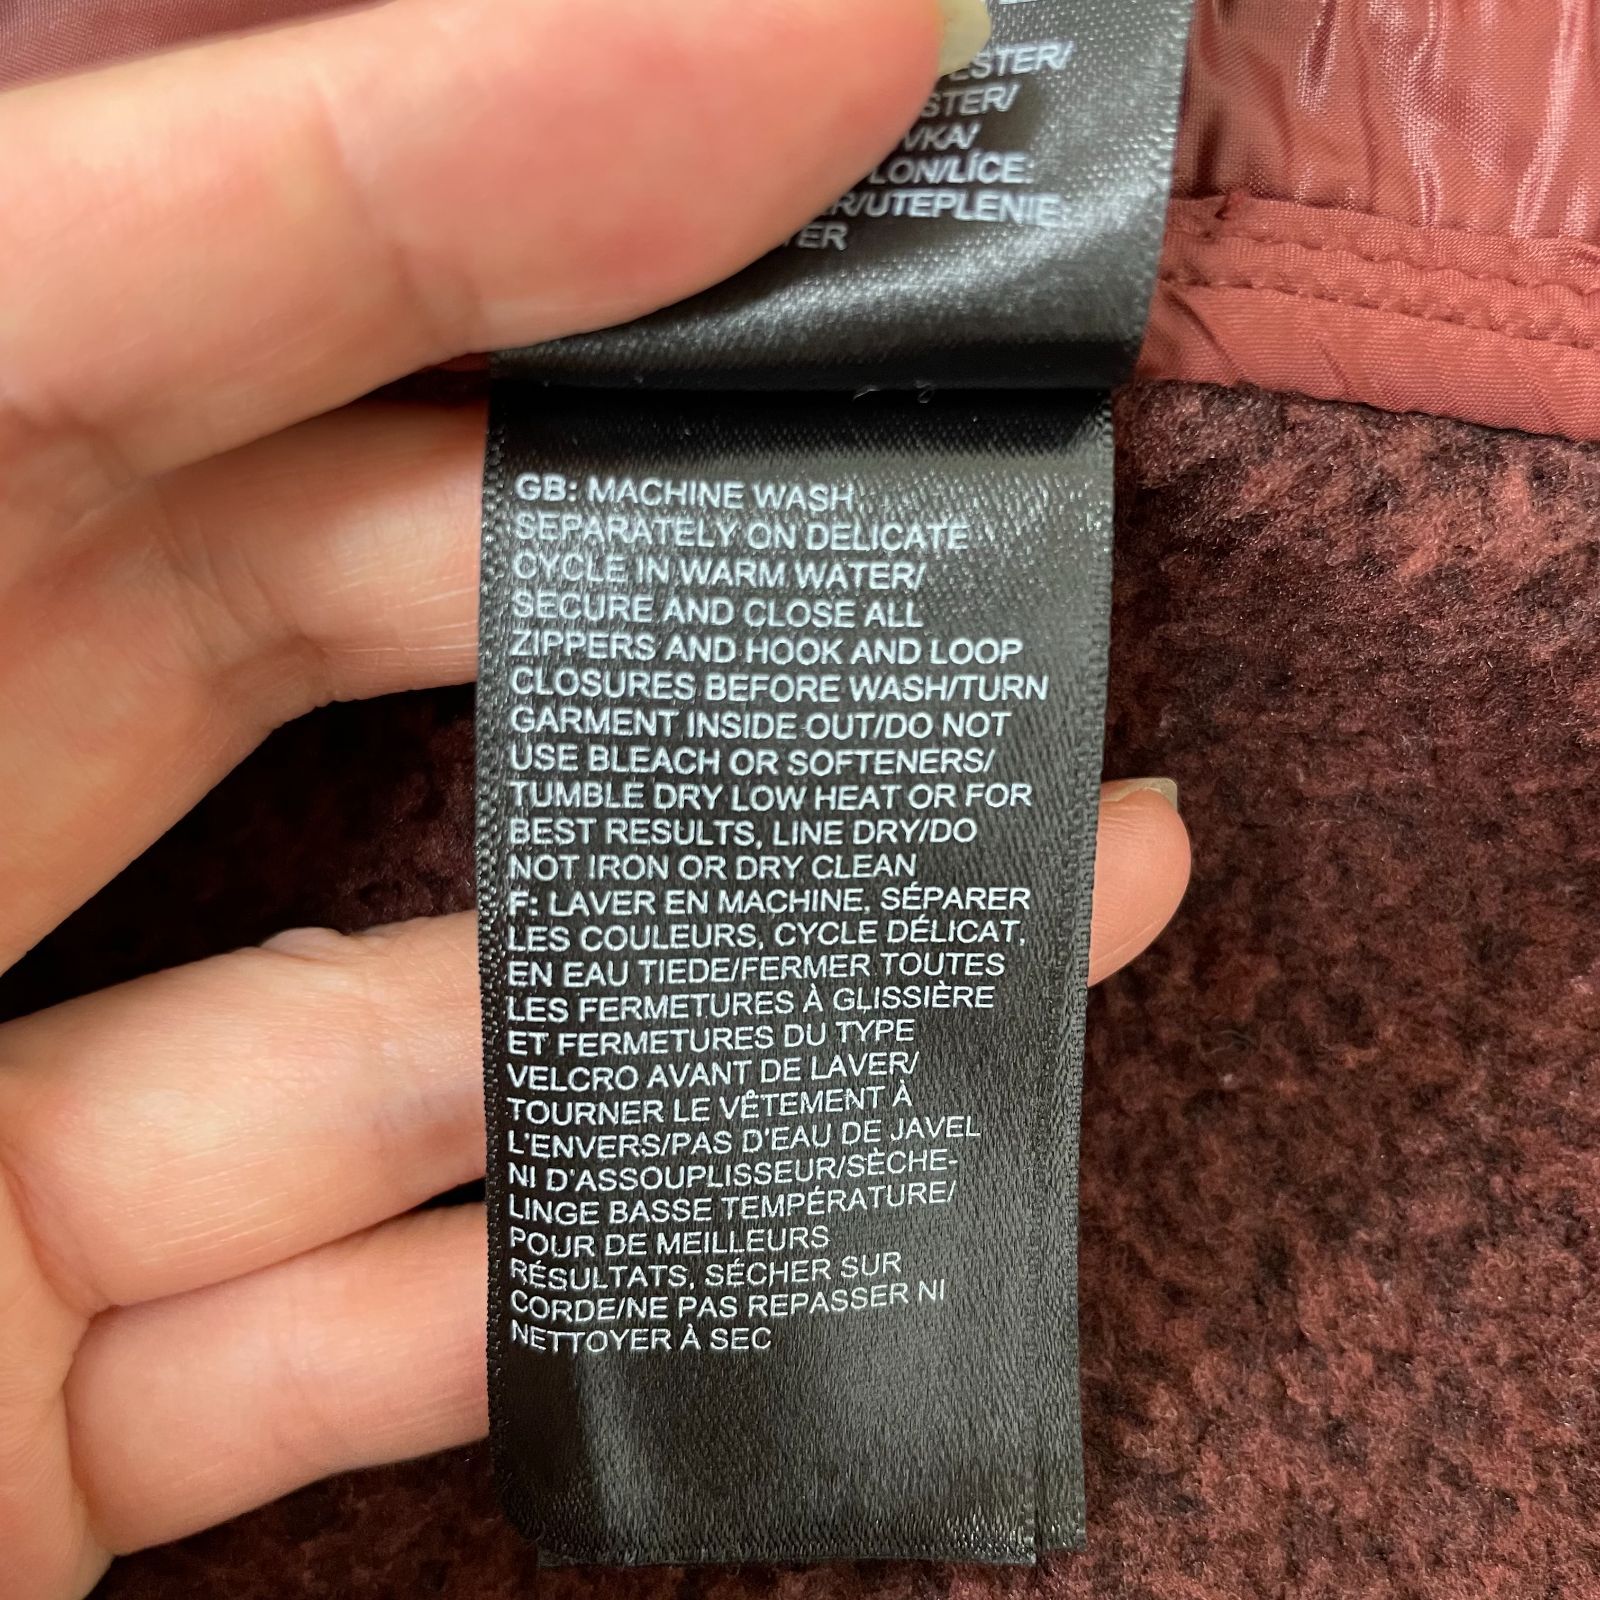 LON/LÍCE:
/UTEPLENIE:
GB: MACHINE WASH
SEPARATELY ON DELICATE
CYCLE IN WARM WATER/
SECURE AND CLOSE ALL
ZIPPERS AND HOOK AND LOOP
CLOSURES BEFORE WASH/TURN
GARMENT INSIDE OUT/DO NOT
USE BLEACH OR SOFTENERS/
TUMBLE DRY LOW HEAT OR FOR
BEST RESULTS, LINE DRY/DO
NOT IRON OR DRY CLEAN
F: LAVER EN MACHINE, SÉPARER
LES COULEURS, CYCLE DÉLICAT,
EN EAU TIEDE/FERMER TOUTES
LES FERMETURES À GLISSIÈRE
ET FERMETURES DU TYPE
VELCRO AVANT DE LAVER/
TOURNER LE VÊTEMENT À
L'ENVERS/PAS D'EAU DE JAVEL
NI D'ASSOUPLISSEUR/SÈCHE-
LINGE BASSE TEMPÉRATURE/
POUR DE MEILLEURS
RÉSULTATS, SÉCHER SUR
CORDE/NE PAS REPASSER NI
NETTOYER À SEC